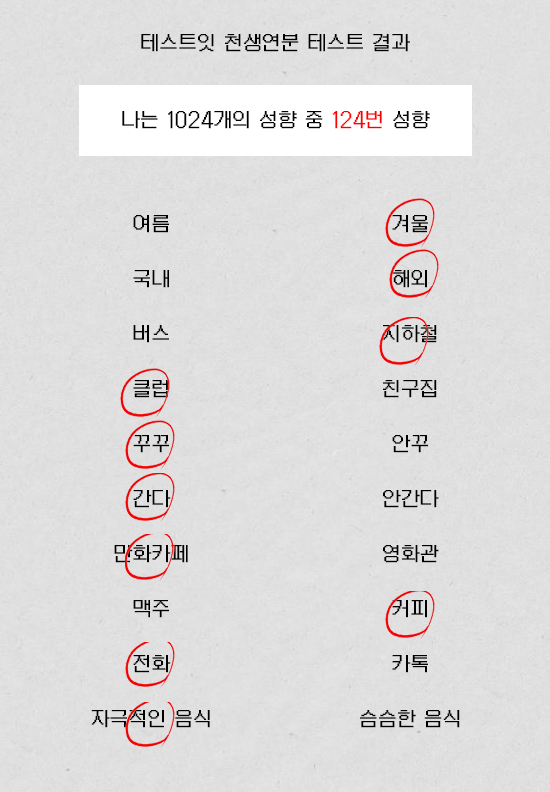 테스트잇 천생연분 테스트 결과
나는 1024개의 성향 중 124번 성향
여름 겨울
국내 해외
버스 지하철
클럽 친구집
꾸꾸 안꾸
간다 안간다
만화카페 영화관
맥주 커피
전화 카톡
자극적인 음식 슴슴한 음식